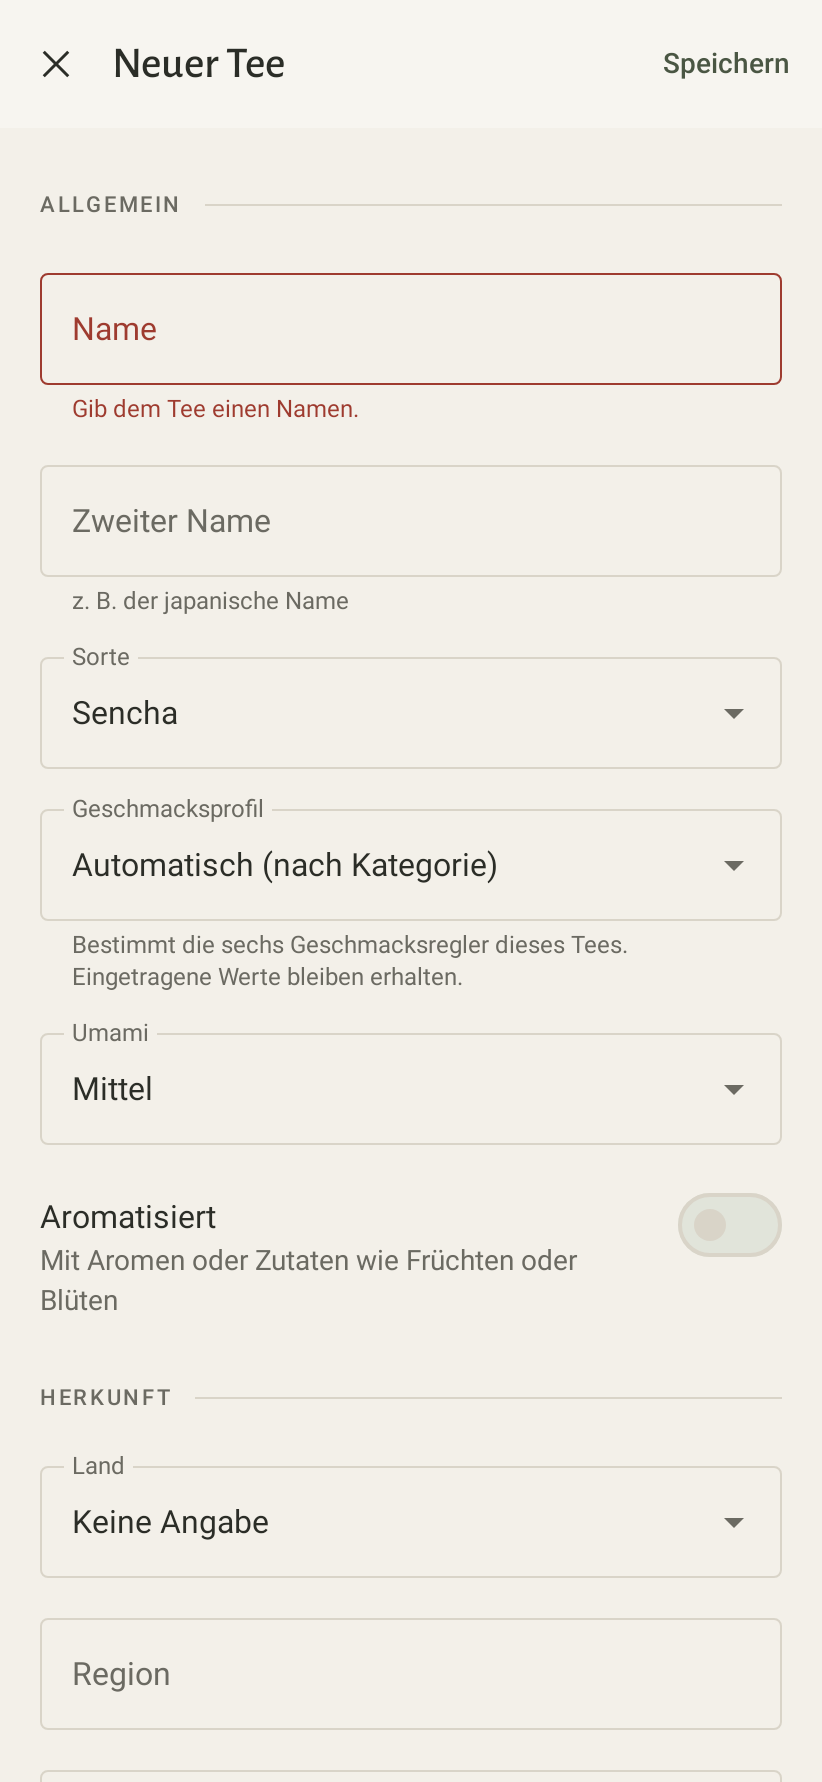 Neuer Tee
Speichern
ALLGEMEIN
Name
Gib dem Tee einen Namen.
Zweiter Name
z. B. der japanische Name
Sorte
Sencha
Geschmacksprofil
Automatisch (nach Kategorie)
Bestimmt die sechs Geschmacksregler dieses Tees.
Eingetragene Werte bleiben erhalten.
Umami
Mittel
Aromatisiert
Mit Aromen oder Zutaten wie Früchten oder
Blüten
HERKUNFT
Land
Keine Angabe
Region